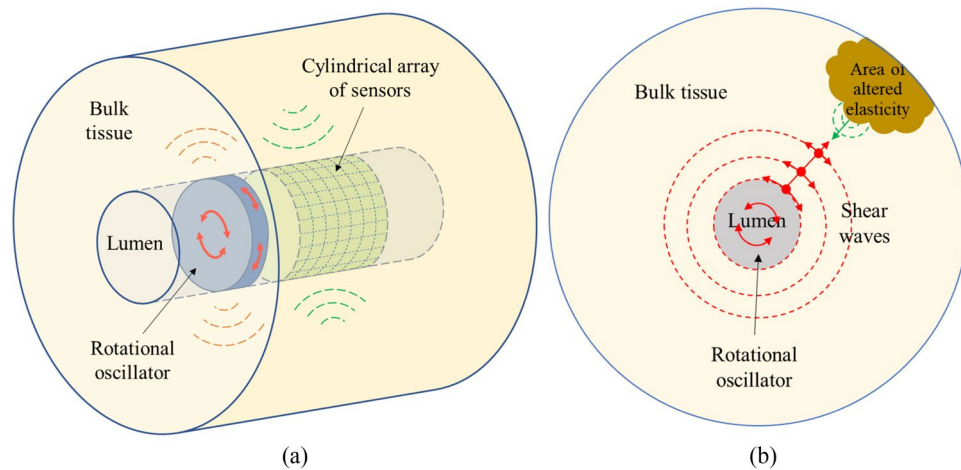 Cylindrical array
of sensors
Bulk
tissue
Lumen
Rotational
oscillator
(a)
Area of
altered
elasticity
Bulk tissue
Lumen
Shear
waves
Rotational
oscillator
(b)